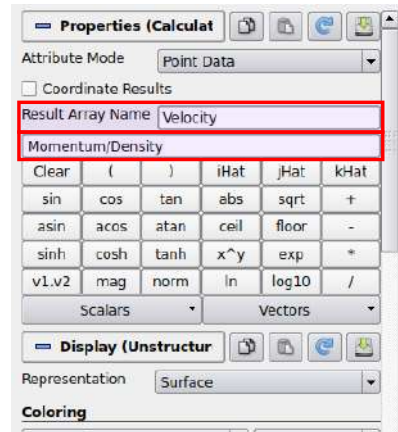 Properties (Calculat
Attribute Mode Point Data
Coordinate Results
Result Array Name Velocity
Momentum/Density
Clear ( ) iHat jHat kHat
sin cos tan abs sqrt +
asin acos atan ceil floor -
sinh cosh tanh x^y exp *
v1.v2 mag norm ln log10 /
Scalars Vectors
Display (Unstructur
Representation Surface
Coloring